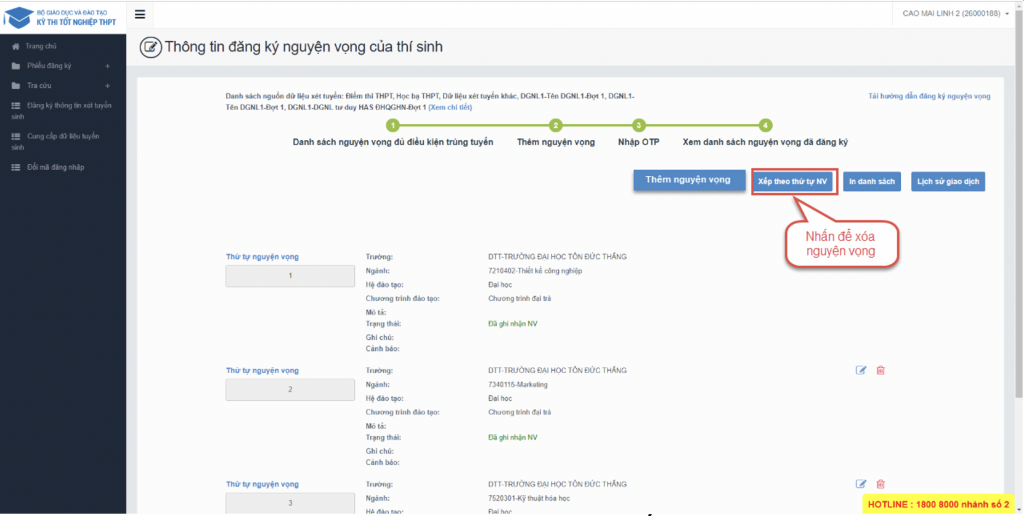 BỘ GIÁO DỤC VÀ ĐÀO TẠO
KỲ THI TỐT NGHIỆP THPT
CAO MAI LINH 2 (26000188)
Trang chủ
Phiếu đăng ký +
Tra cứu +
Đăng ký thông tin xét tuyển
sinh
Cung cấp dữ liệu tuyển
sinh
Đổi mã đăng nhập
Thông tin đăng ký nguyện vọng của thí sinh
Danh sách nguồn dữ liệu xét tuyển: Điểm thi THPT, Học bạ THPT, Dữ liệu xét tuyển khác, DGNL1-Tên DGNL1-Đợt 1, DGNL1-
Tên DGNL1-Đợt 1, DGNL1-DGNL tư duy HAS ĐHQGHN-Đợt 1 (Xem chi tiết)
Tải hướng dẫn đăng ký nguyện vọng
1 2 3 4
Danh sách nguyện vọng đủ điều kiện trúng tuyển Thêm nguyện vọng Nhập OTP Xem danh sách nguyện vọng đã đăng ký
Thêm nguyện vọng Xếp theo thứ tự NV In danh sách Lịch sử giao dịch
Nhấn để xóa
nguyện vọng
Thứ tự nguyện vọng
1
Trường: DTT-TRƯỜNG ĐẠI HỌC TÔN ĐỨC THẮNG
Ngành: 7210402-Thiết kế công nghiệp
Hệ đào tạo: Đại học
Chương trình đào tạo: Chương trình đại trà
Mô tả:
Trạng thái: Đã ghi nhận NV
Ghi chú:
Cảnh báo:
Thứ tự nguyện vọng
2
Trường: DTT-TRƯỜNG ĐẠI HỌC TÔN ĐỨC THẮNG
Ngành: 7340115-Marketing
Hệ đào tạo: Đại học
Chương trình đào tạo: Chương trình đại trà
Mô tả:
Trạng thái: Đã ghi nhận NV
Ghi chú:
Cảnh báo:
Thứ tự nguyện vọng
3
Trường: DTT-TRƯỜNG ĐẠI HỌC TÔN ĐỨC THẮNG
Ngành: 7520301-Kỹ thuật hóa học
Hệ đào tạo: Đại học
HOTLINE : 1800 8000 nhánh số 2